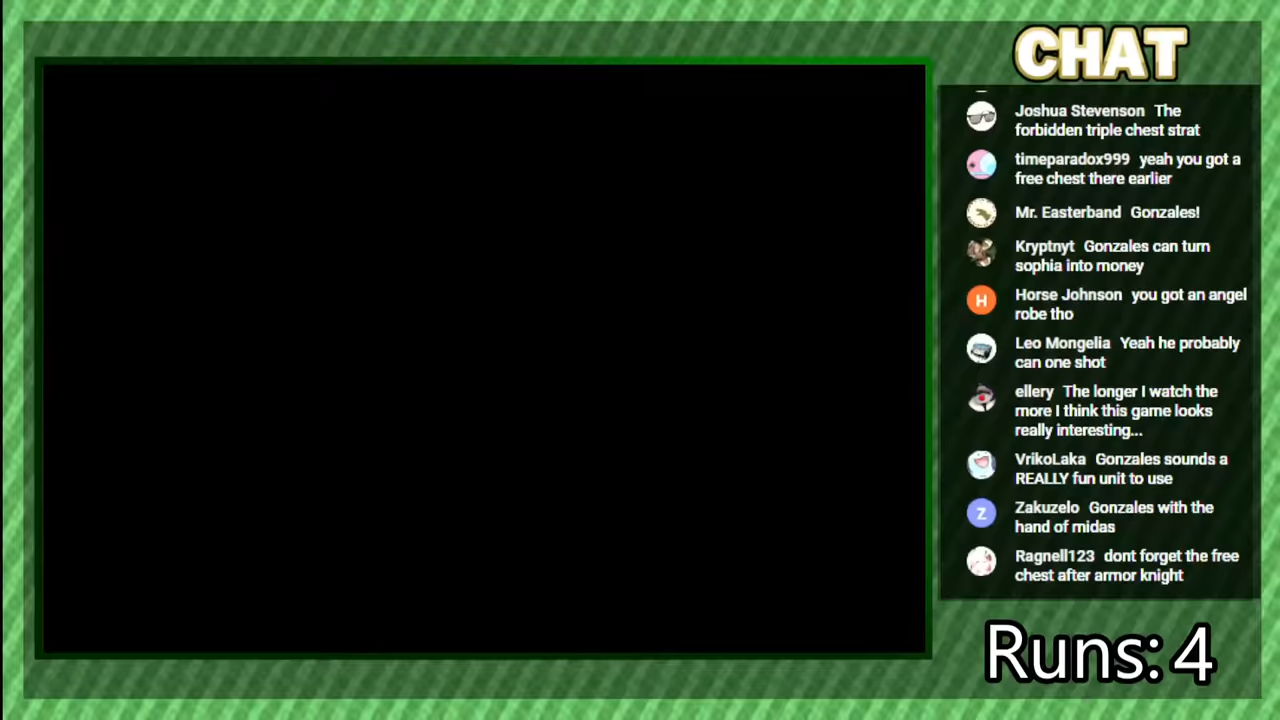 CHAT
Joshua Stevenson The
forbidden triple chest strat
timeparadox999 yeah you got a
free chest there earlier
Mr. Easterband Gonzales!
Kryptnyt Gonzales can turn
sophia into money
H
Horse Johnson you got an angel
robe tho
Leo Mongelia Yeah he probably
can one shot
ellery The longer I watch the
more I think this game looks
really interesting...
VrikoLaka Gonzales sounds a
REALLY fun unit to use
Z
Zakuzelo Gonzales with the
hand of midas
Ragnell123 dont forget the free
chest after armor knight
Runs: 4